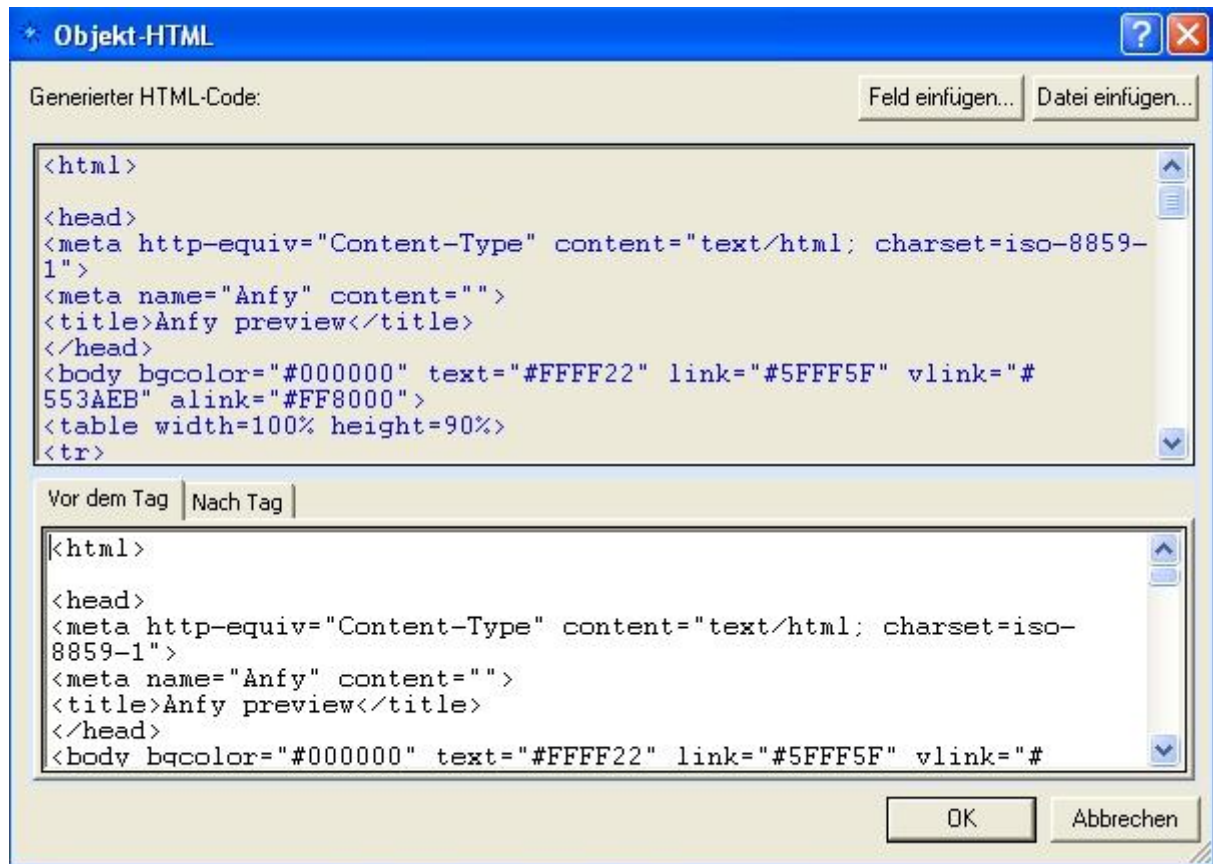 Objekt-HTML
Generierter HTML-Code:
Feld einfügen... Datei einfügen...
<html>
<head>
<meta http-equiv="Content-Type" content="text/html; charset=iso-8859-
1">
<meta name="Anfy" content="">
<title>Anfy preview</title>
</head>
<body bgcolor="#000000" text="#FFFF22" link="#5FFF5F" vlink="#
553AEB" alink="#FF8000">
<table width=100% height=90%>
<tr>
Vor dem Tag Nach Tag
<html>
<head>
<meta http-equiv="Content-Type" content="text/html; charset=iso-
8859-1">
<meta name="Anfy" content="">
<title>Anfy preview</title>
</head>
<body bgcolor="#000000" text="#FFFF22" link="#5FFF5F" vlink="#
OK Abbrechen